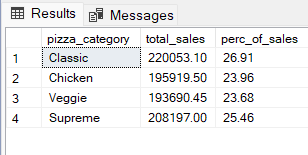 Results Messages
pizza_category total_sales perc_of_sales
1 Classic 220053.10 26.91
2 Chicken 195919.50 23.96
3 Veggie 193690.45 23.68
4 Supreme 208197.00 25.46